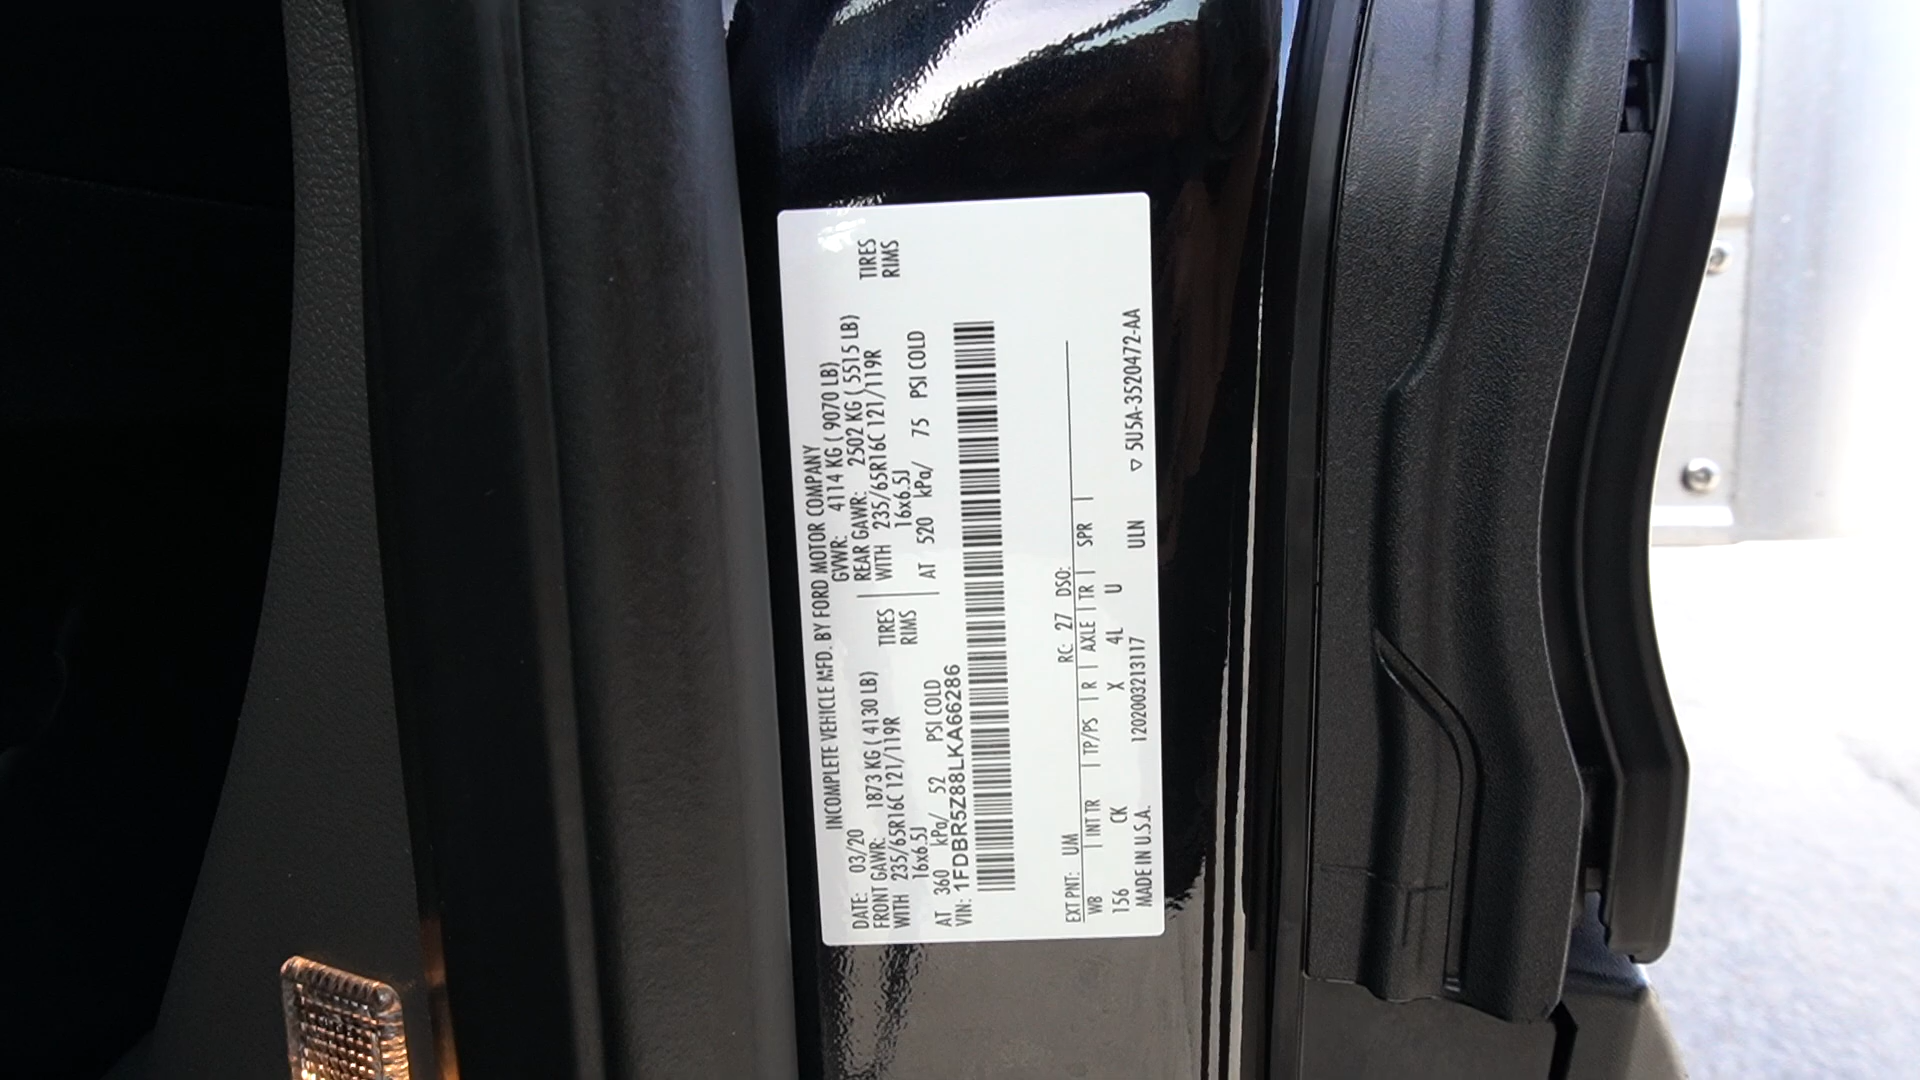 INCOMPLETE VEHICLE MFD. BY FORD MOTOR COMPANY
DATE: 03/20 GVWR: 4114 KG ( 9070 LB)
FRONT GAWR: 1873 KG ( 4130 LB) REAR GAWR: 2502 KG ( 5515 LB)
WITH 235/65R16C 121/119R TIRES WITH 235/65R16C 121/119R TIRES
16x6.5J RIMS 16x6.5J RIMS
AT 360 kPa/ 52 PSI COLD AT 520 kPa/ 75 PSI COLD
VIN: 1FDBR5Z88LKA66286
EXT PNT: UM RC: 27 DSO:
WB | INT TR | TP/PS | R | AXLE | TR | SPR |
156 CK X 4L U
MADE IN U.S.A. 1202003213117 ULN ▽ 5U5A-3520472-AA